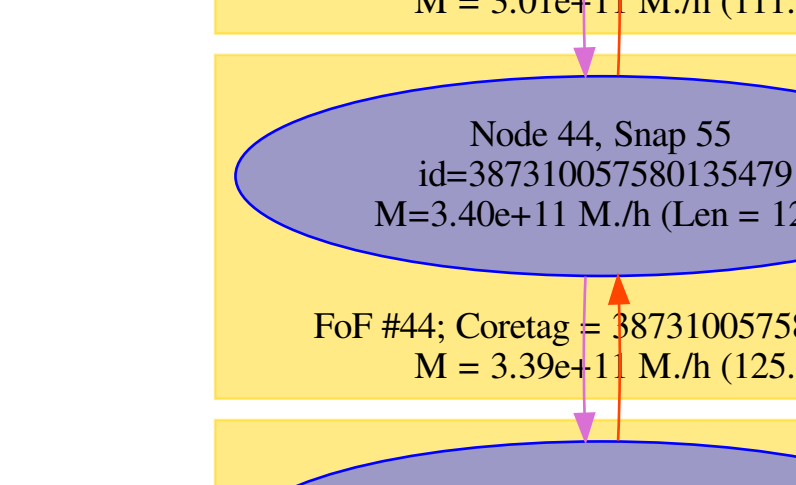 M = 3.01e+11 M./h (111.
Node 44, Snap 55
id=387310057580135479
M=3.40e+11 M./h (Len = 12
FoF #44; Coretag = 38731005758
M = 3.39e+11 M./h (125.